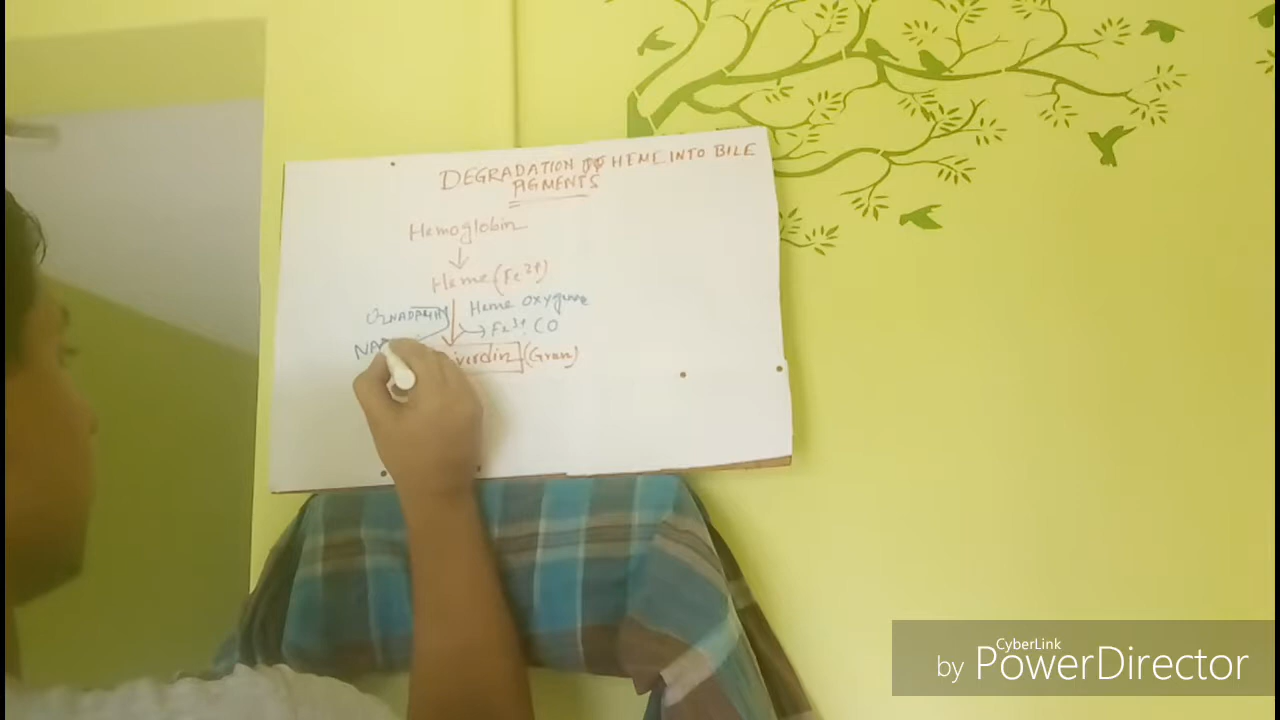 DEGRADATION OF HEME INTO BILE
PIGMENTS
Hemoglobin
Heme (Fe2+)
Heme oxygenase
O2 NADPH
Fe3+ CO
NA
(Green)
CyberLink
by PowerDirector